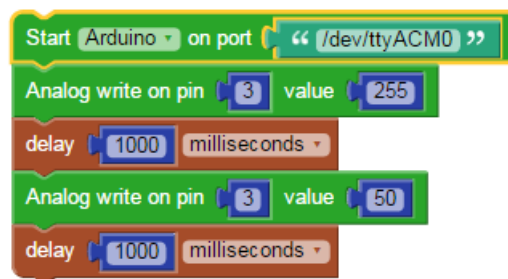 Start Arduino on port “ /dev/ttyACM0 ”
Analog write on pin 3 value 255
delay 1000 milliseconds
Analog write on pin 3 value 50
delay 1000 milliseconds